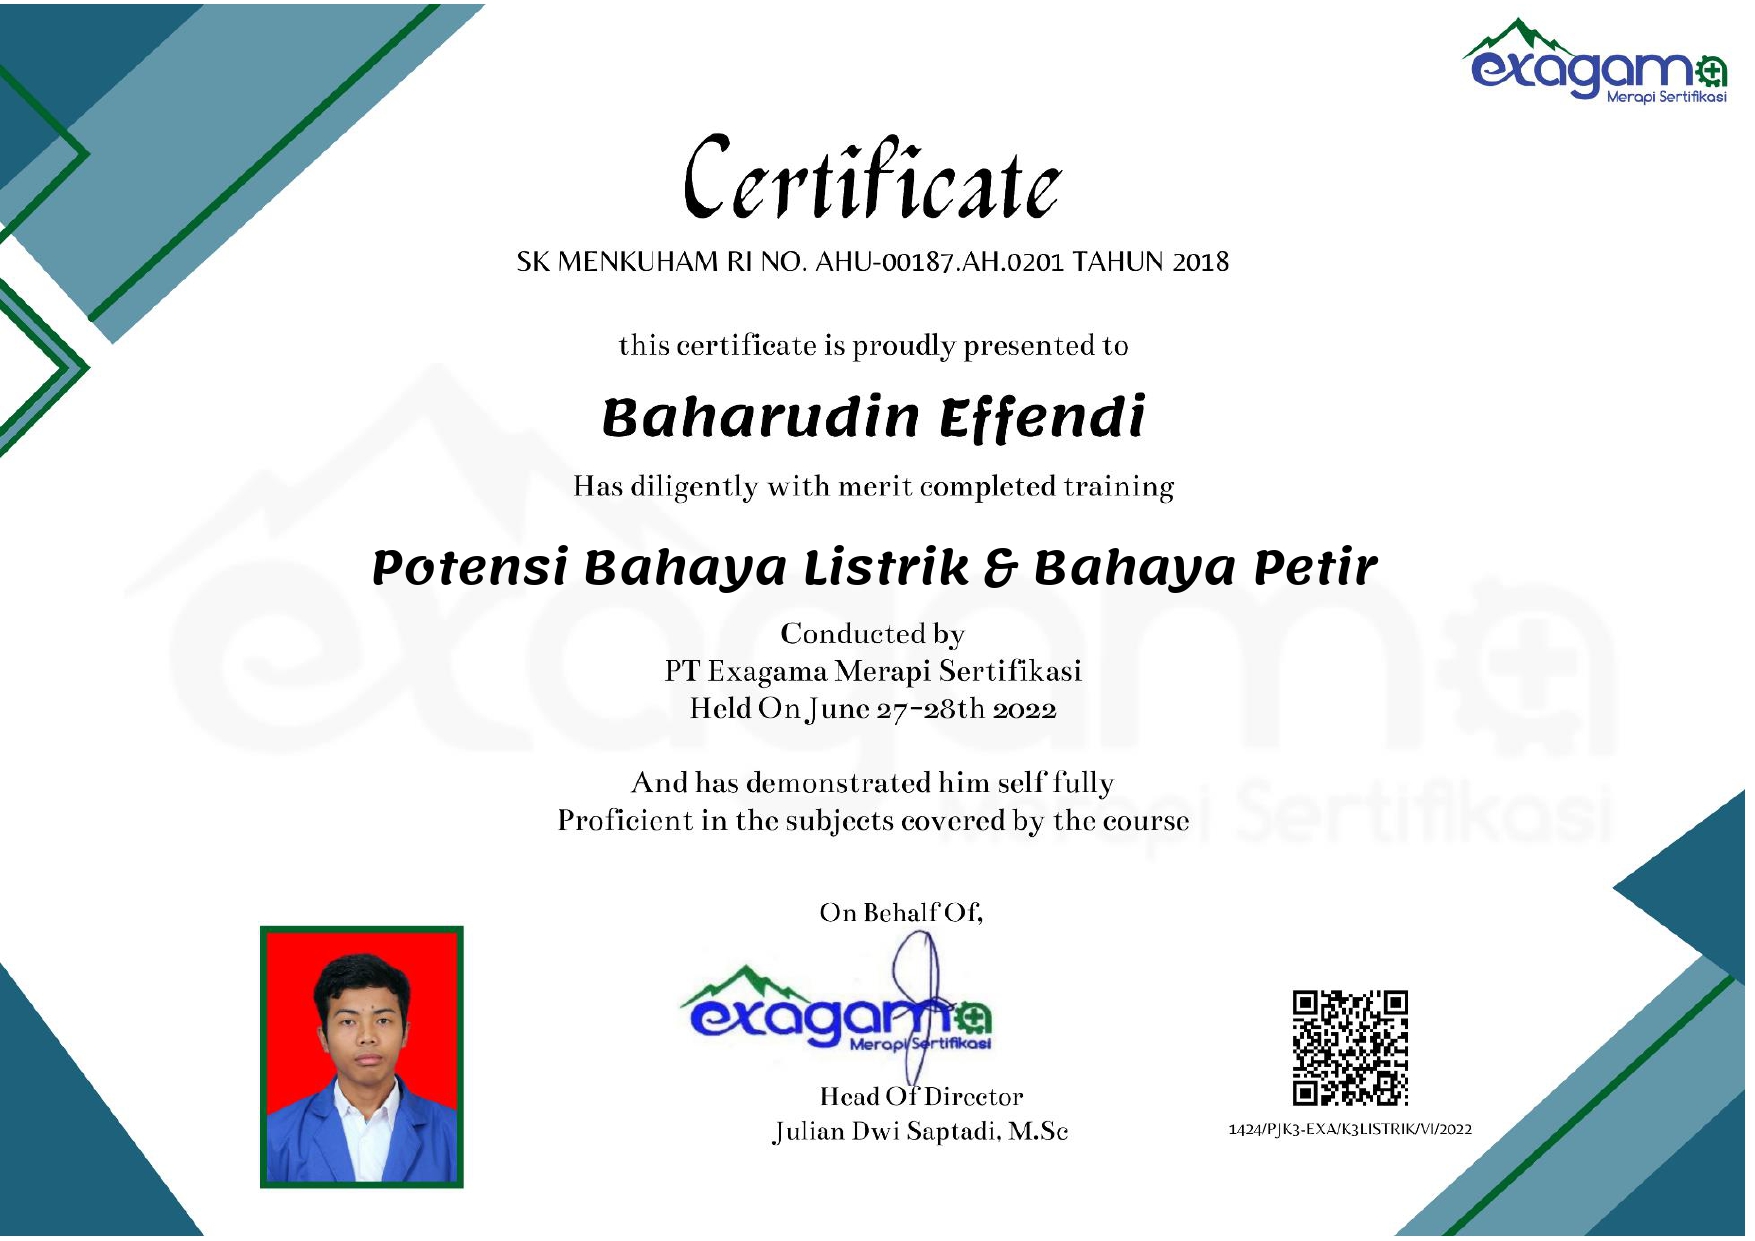 exagama
Merapi Sertifikasi
Certificate
SK MENKUHAM RI NO. AHU-00187.AH.0201 TAHUN 2018
this certificate is proudly presented to
Baharudin Effendi
Has diligently with merit completed training
Potensi Bahaya Listrik & Bahaya Petir
Conducted by
PT Exagama Merapi Sertifikasi
Held On June 27-28th 2022
And has demonstrated him self fully
Proficient in the subjects covered by the course
exagama
Merapi Sertifikasi
On Behalf Of,
exagama
Merapi Sertifikasi
Head Of Director
Julian Dwi Saptadi, M.Sc
1424/PJK3-EXA/K3LISTRIK/VI/2022